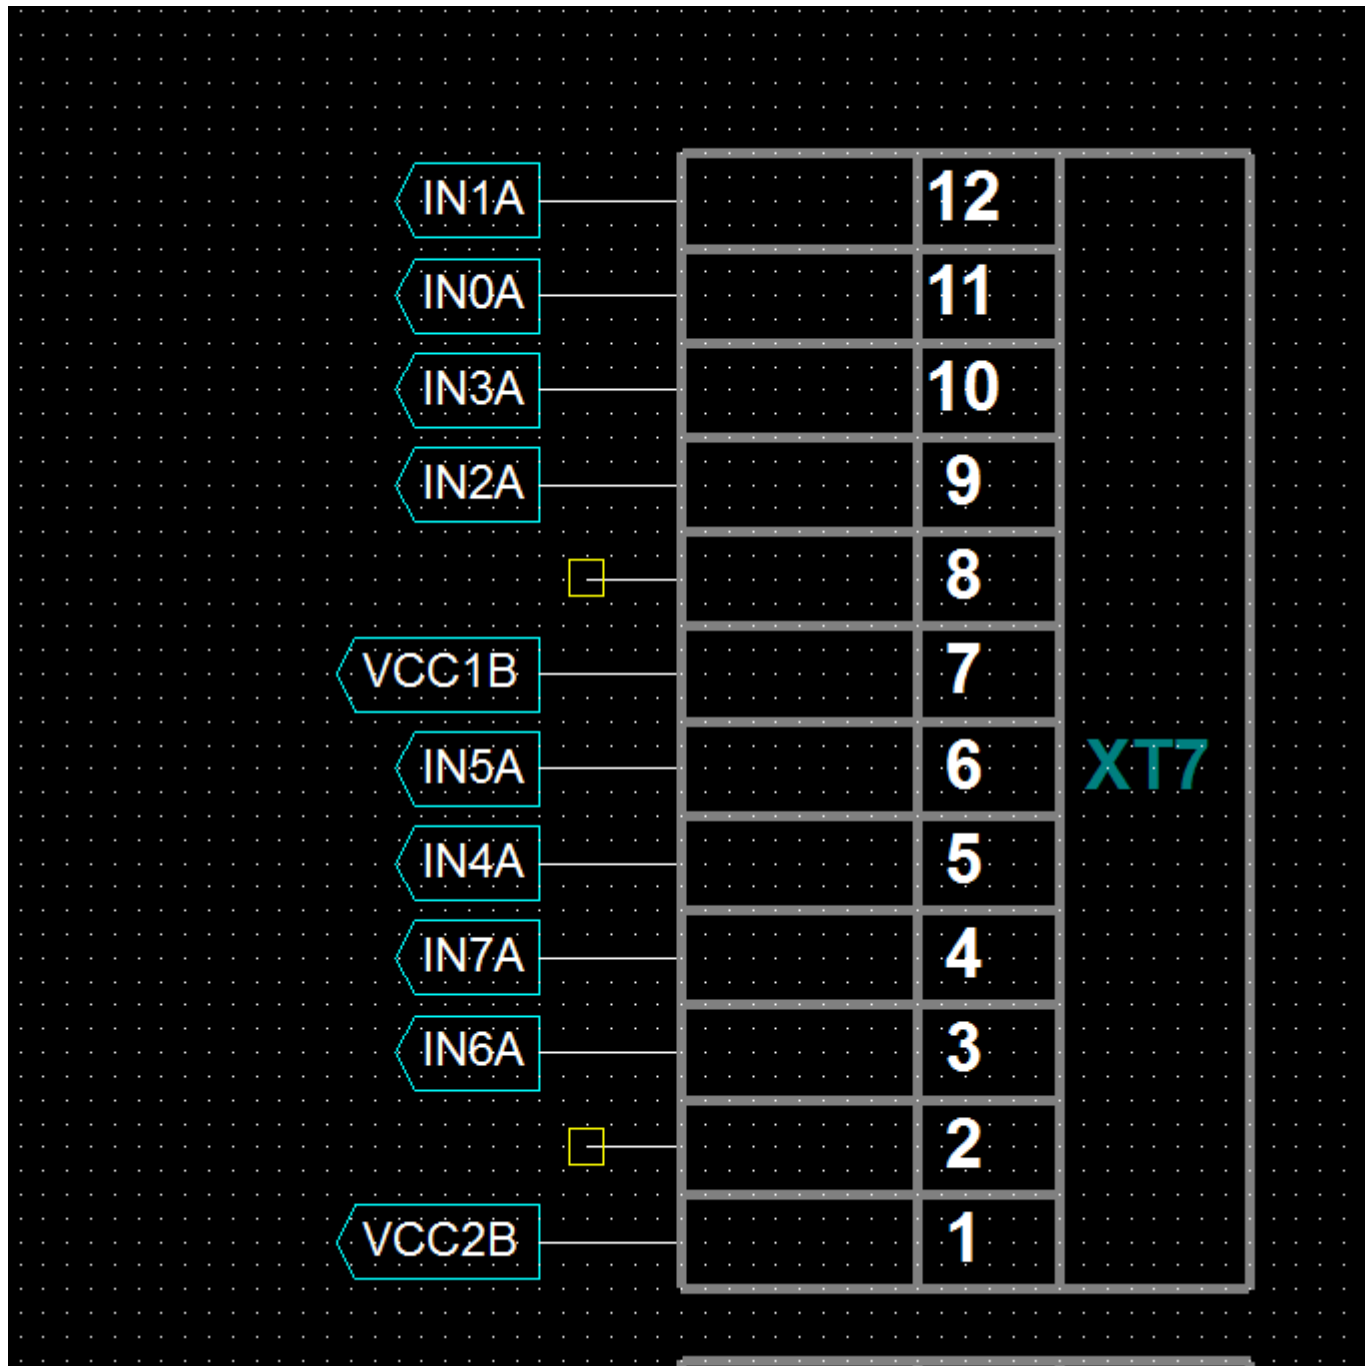 IN1A 12
IN0A 11
IN3A 10
IN2A 9
8
VCC1B 7
IN5A 6 XT7
IN4A 5
IN7A 4
IN6A 3
2
VCC2B 1